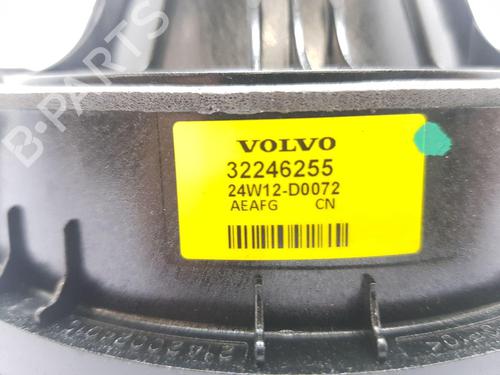 B-PARTS
VOLVO
32246255
24W12-D0072
AEAFG CN